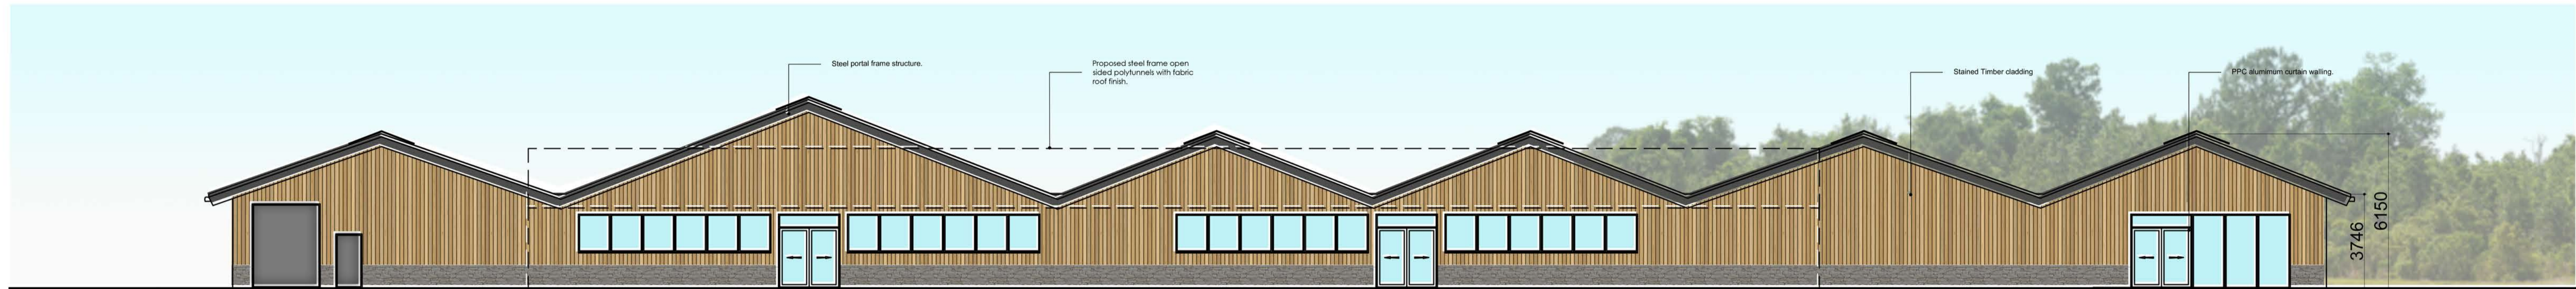 Steel portal frame structure.
Proposed steel frame open
sided polytunnels with fabric
roof finish.
Stained Timber cladding
PPC aluminum curtain walling.
3746
6150